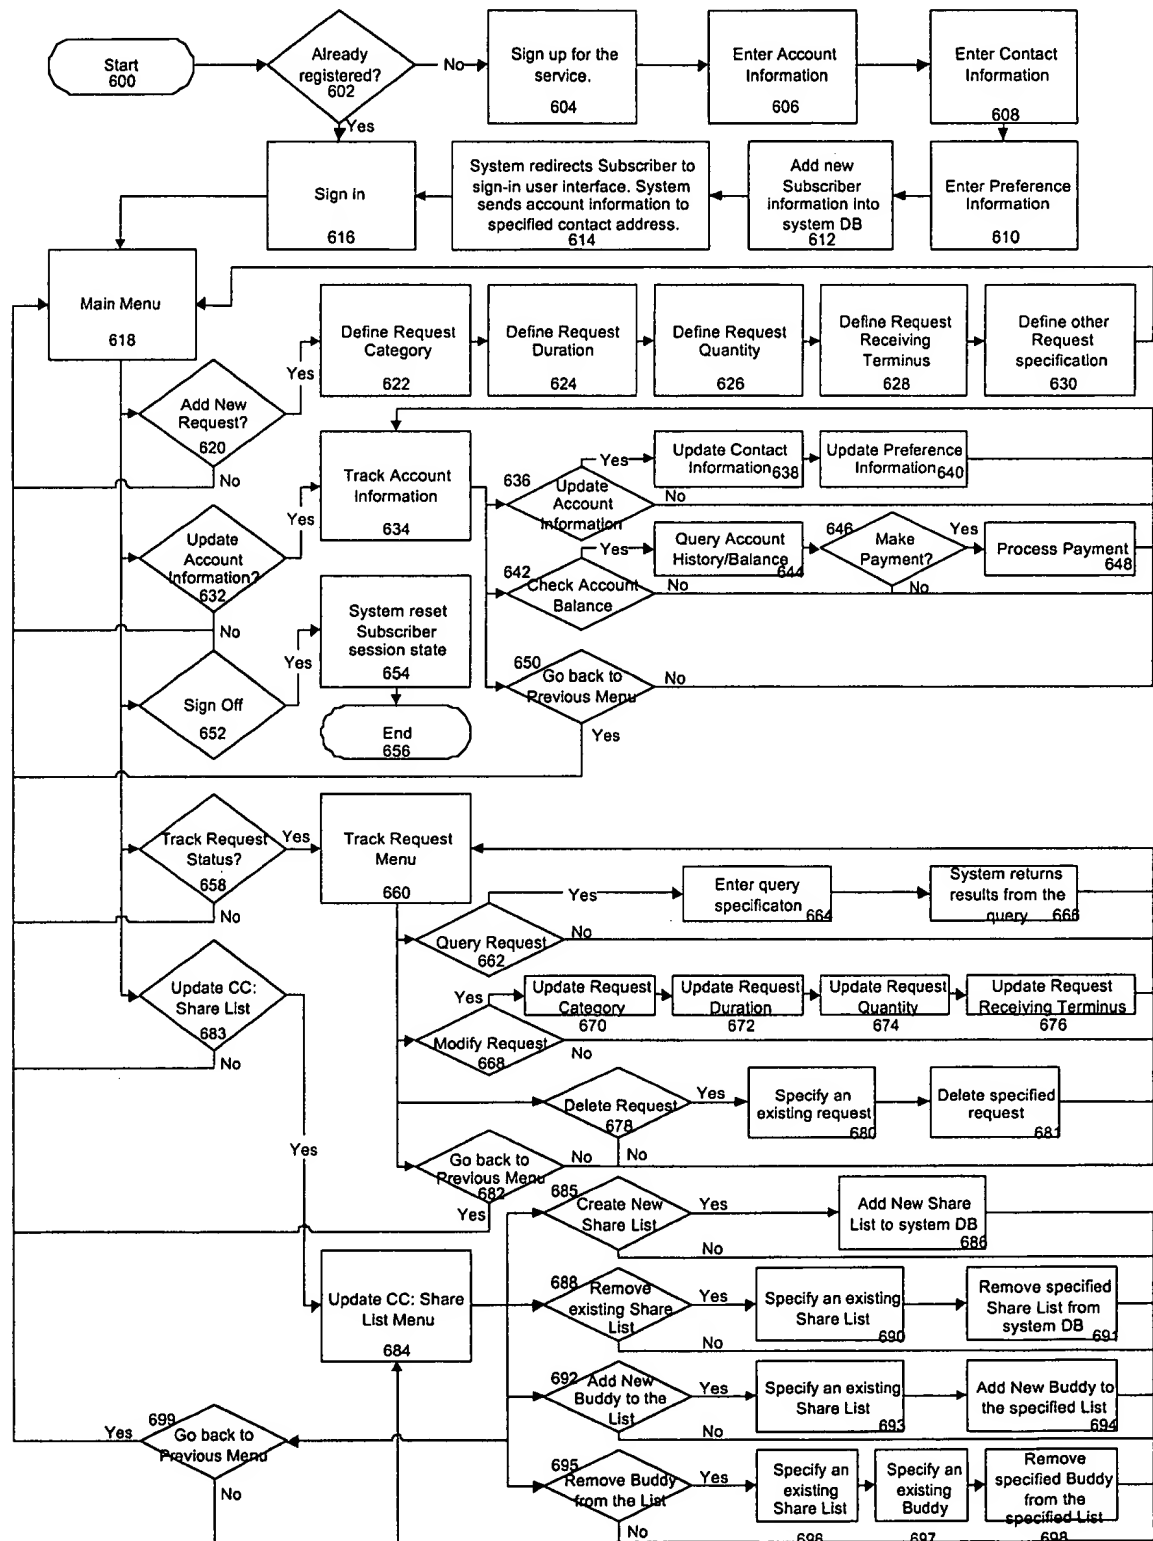 Start
600
Already
registered?
602
No
Sign up for the
service.
604
Enter Account
Information
606
Enter Contact
Information
608
Yes
Sign in
616
System redirects Subscriber to
sign-in user interface. System
sends account information to
specified contact address.
614
Add new
Subscriber
information Into
system DB
612
Enter Preference
Information
610
Main Menu
618
Define Request
Category
622
Define Request
Duration
624
Define Request
Quantity
626
Define Request
Receiving
Terminus
628
Define other
Request
specification
630
Yes
Add New
Request?
620
No
Track Account
Information
634
Yes
636
Update
Account
Information
Yes
No
Update Contact
Information
638
Update Preference
Information
640
Update
Account
Information?
632
No
642
Check Account
Balance
Yes
No
Query Account
History/Balance
644
646
Make
Payment?
Yes
No
Process Payment
648
System reset
Subscriber
session state
654
Yes
Sign Off
652
End
656
650
Go back to
Previous Menu
No
Yes
Track Request
Status?
658
Yes
No
Track Request
Menu
660
Yes
Query Request
662
No
Enter query
specificaton
664
System returns
results from the
query
666
Update CC:
Share List
683
No
Yes
Yes
Modify Request
668
No
Update Request
Category
670
Update Request
Duration
672
Update Request
Quantity
674
Update Request
Receiving Terminus
676
Delete Request
678
Yes
No
Specify an
existing request
680
Delete specified
request
681
Go back to
Previous Menu
682
No
Yes
685
Create New
Share List
Yes
No
Add New Share
List to system DB
686
Update CC: Share
List Menu
684
688
Remove
existing Share
List
Yes
No
Specify an existing
Share List
690
Remove specified
Share List from
system DB
691
692
Add New
Buddy to the
List
Yes
No
Specify an existing
Share List
693
Add New Buddy to
the specified List
694
699
Go back to
Previous Menu
Yes
No
695
Remove Buddy
from the List
Yes
No
Specify an
existing
Share List
696
Specify an
existing
Buddy
697
Remove
specified Buddy
from the
specified List
698